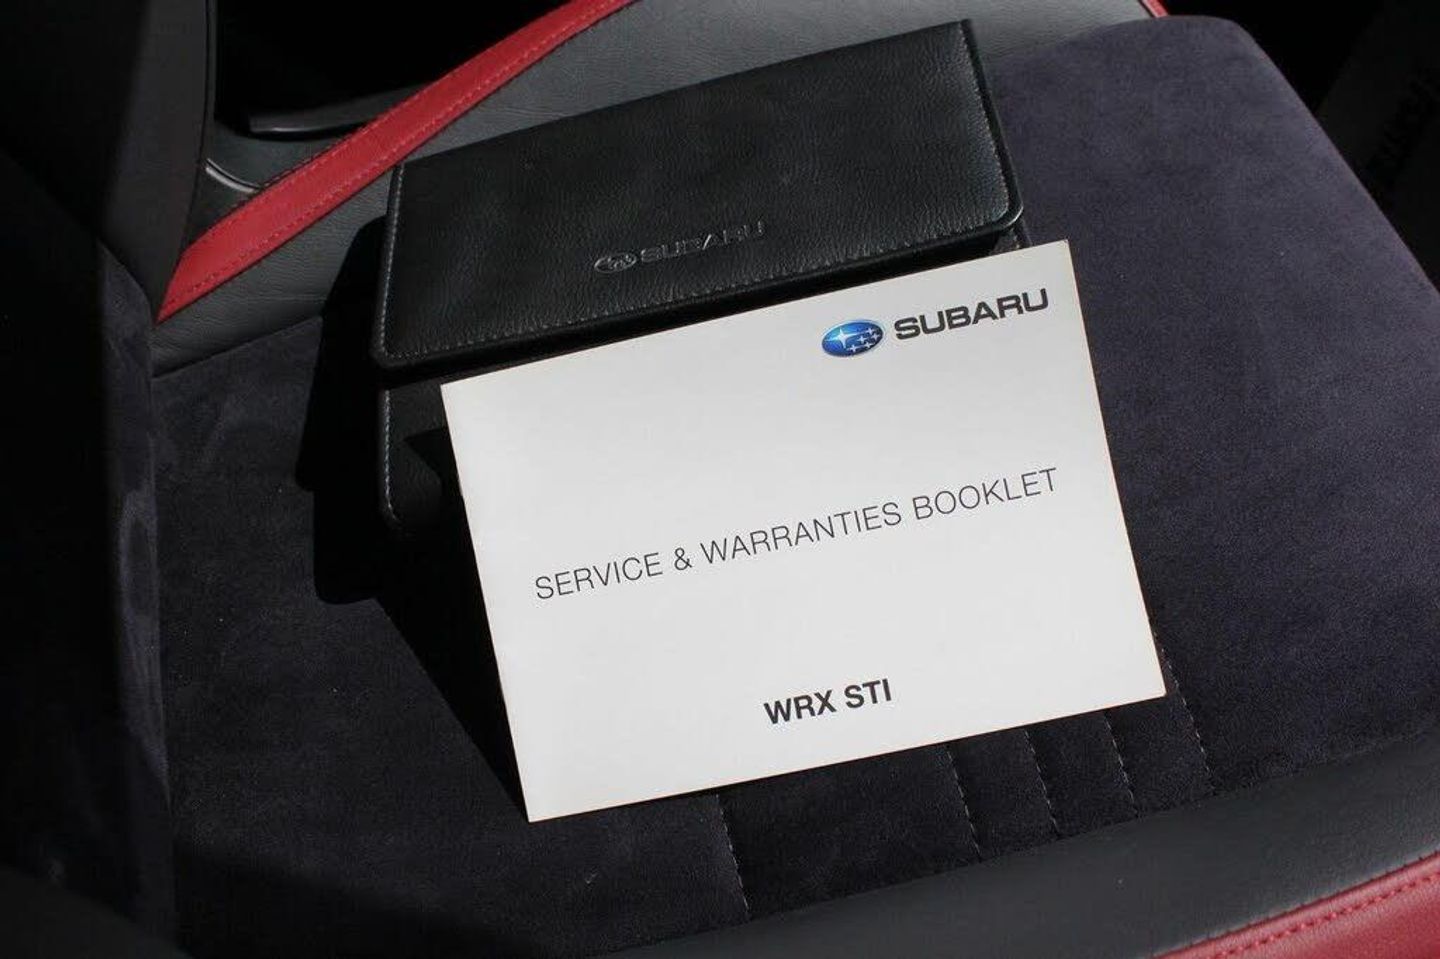 SUBARU
SUBARU
SERVICE & WARRANTIES BOOKLET
WRX STI